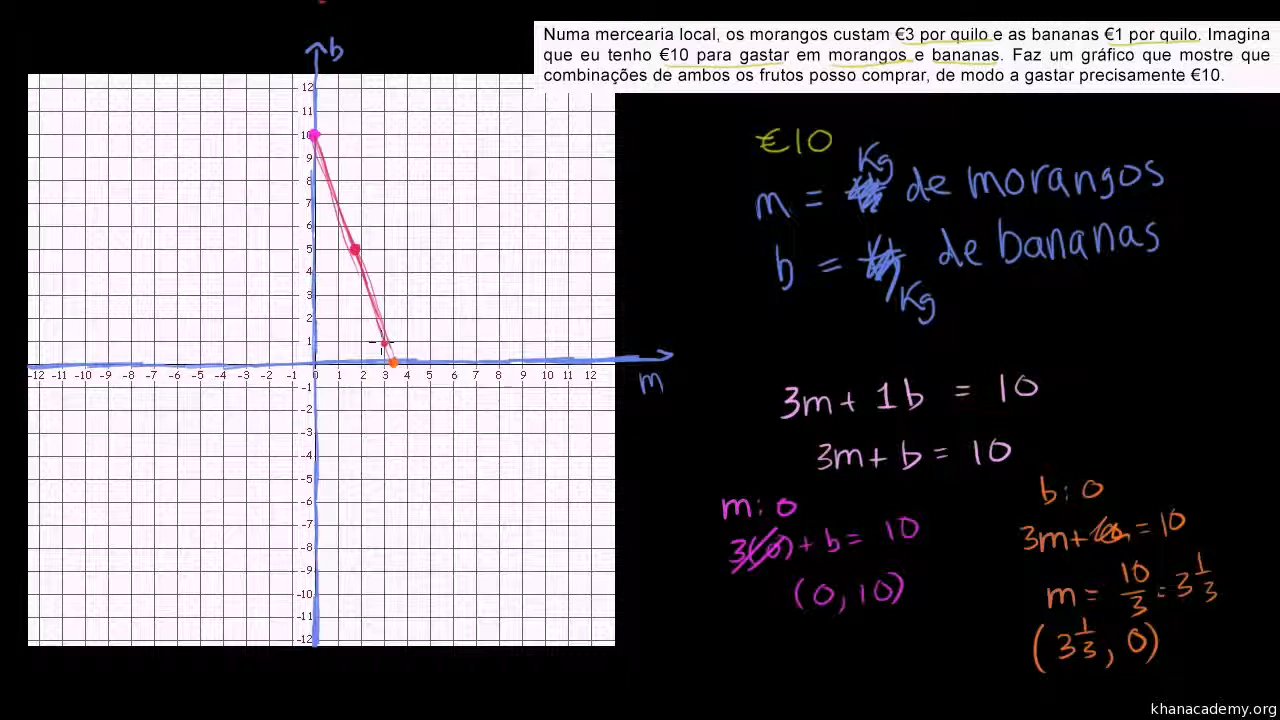 Numa mercearia local, os morangos custam €3 por quilo e as bananas €1 por quilo. Imagina
que eu tenho €10 para gastar em morangos e bananas. Faz um gráfico que mostre que
combinações de ambos os frutos posso comprar, de modo a gastar precisamente €10.
b
12
11
10
9
8
7
6
5
4
3
2
1
-12 -11 -10 -9 -8 -7 -6 -5 -4 -3 -2 -1 0 1 2 3 4 5 6 7 8 9 10 11 12
m
-1
-2
-3
-4
-5
-6
-7
-8
-9
-10
-11
-12
€10
m = Kg de morangos
b = Kg de bananas
3m + 1b = 10
3m + b = 10
m: 0
3(0) + b = 10
(0, 10)
b: 0
3m + = 10
m = 10/3 = 3 1/3
(3 1/3, 0)
khanacademy.org